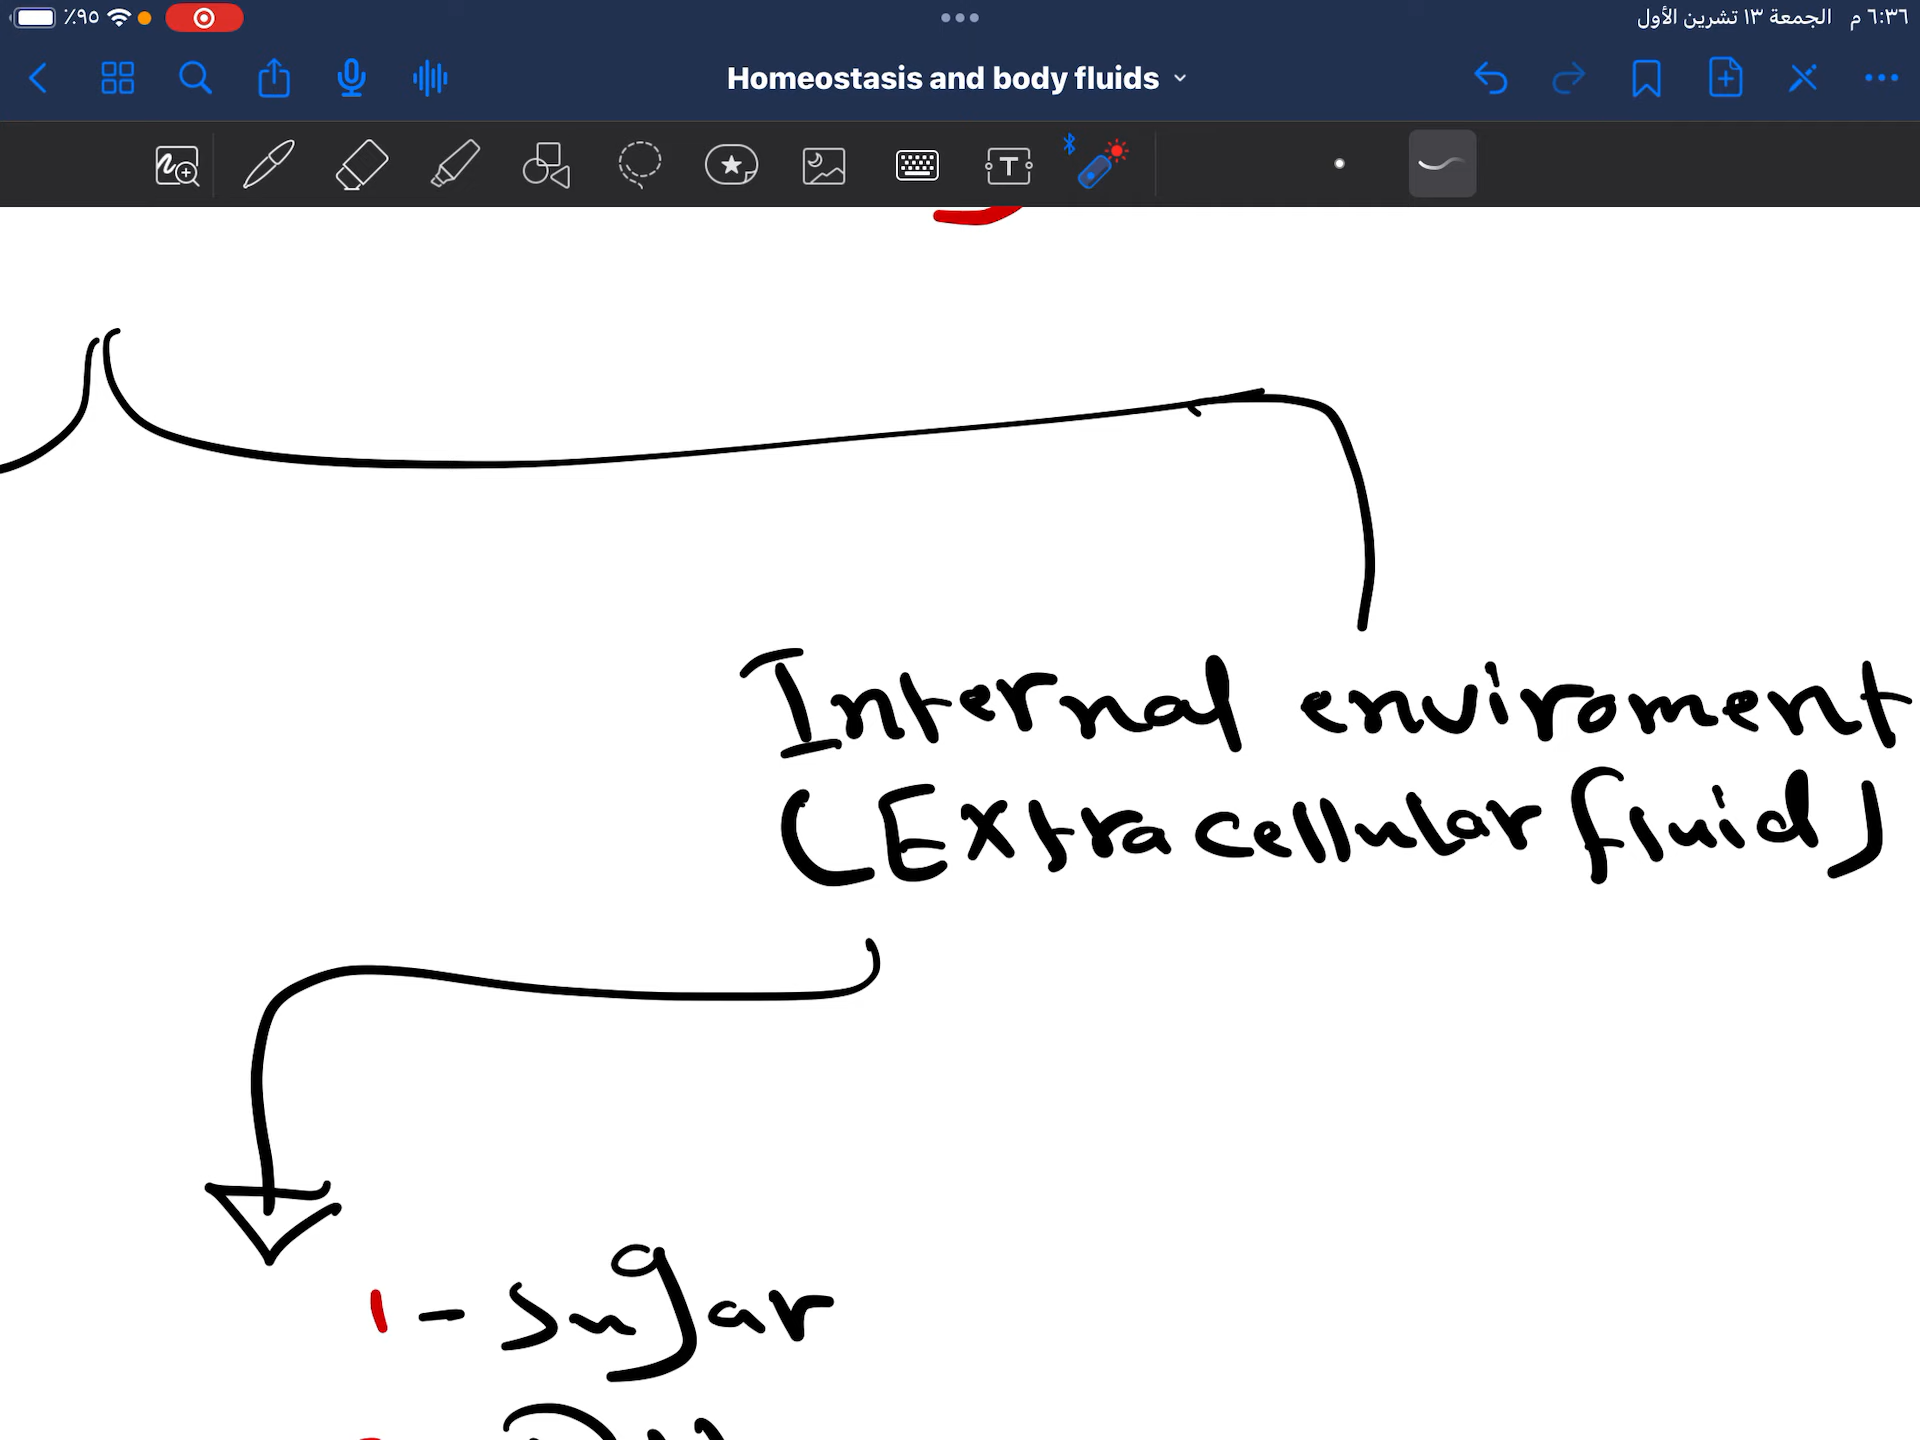 ٪٩٥ الجمعة ١٣ تشرين الأول ٦:٣٦ م
Homeostasis and body fluids
T
Internal enviroment
(Extracellular fluid)
1 - sugar